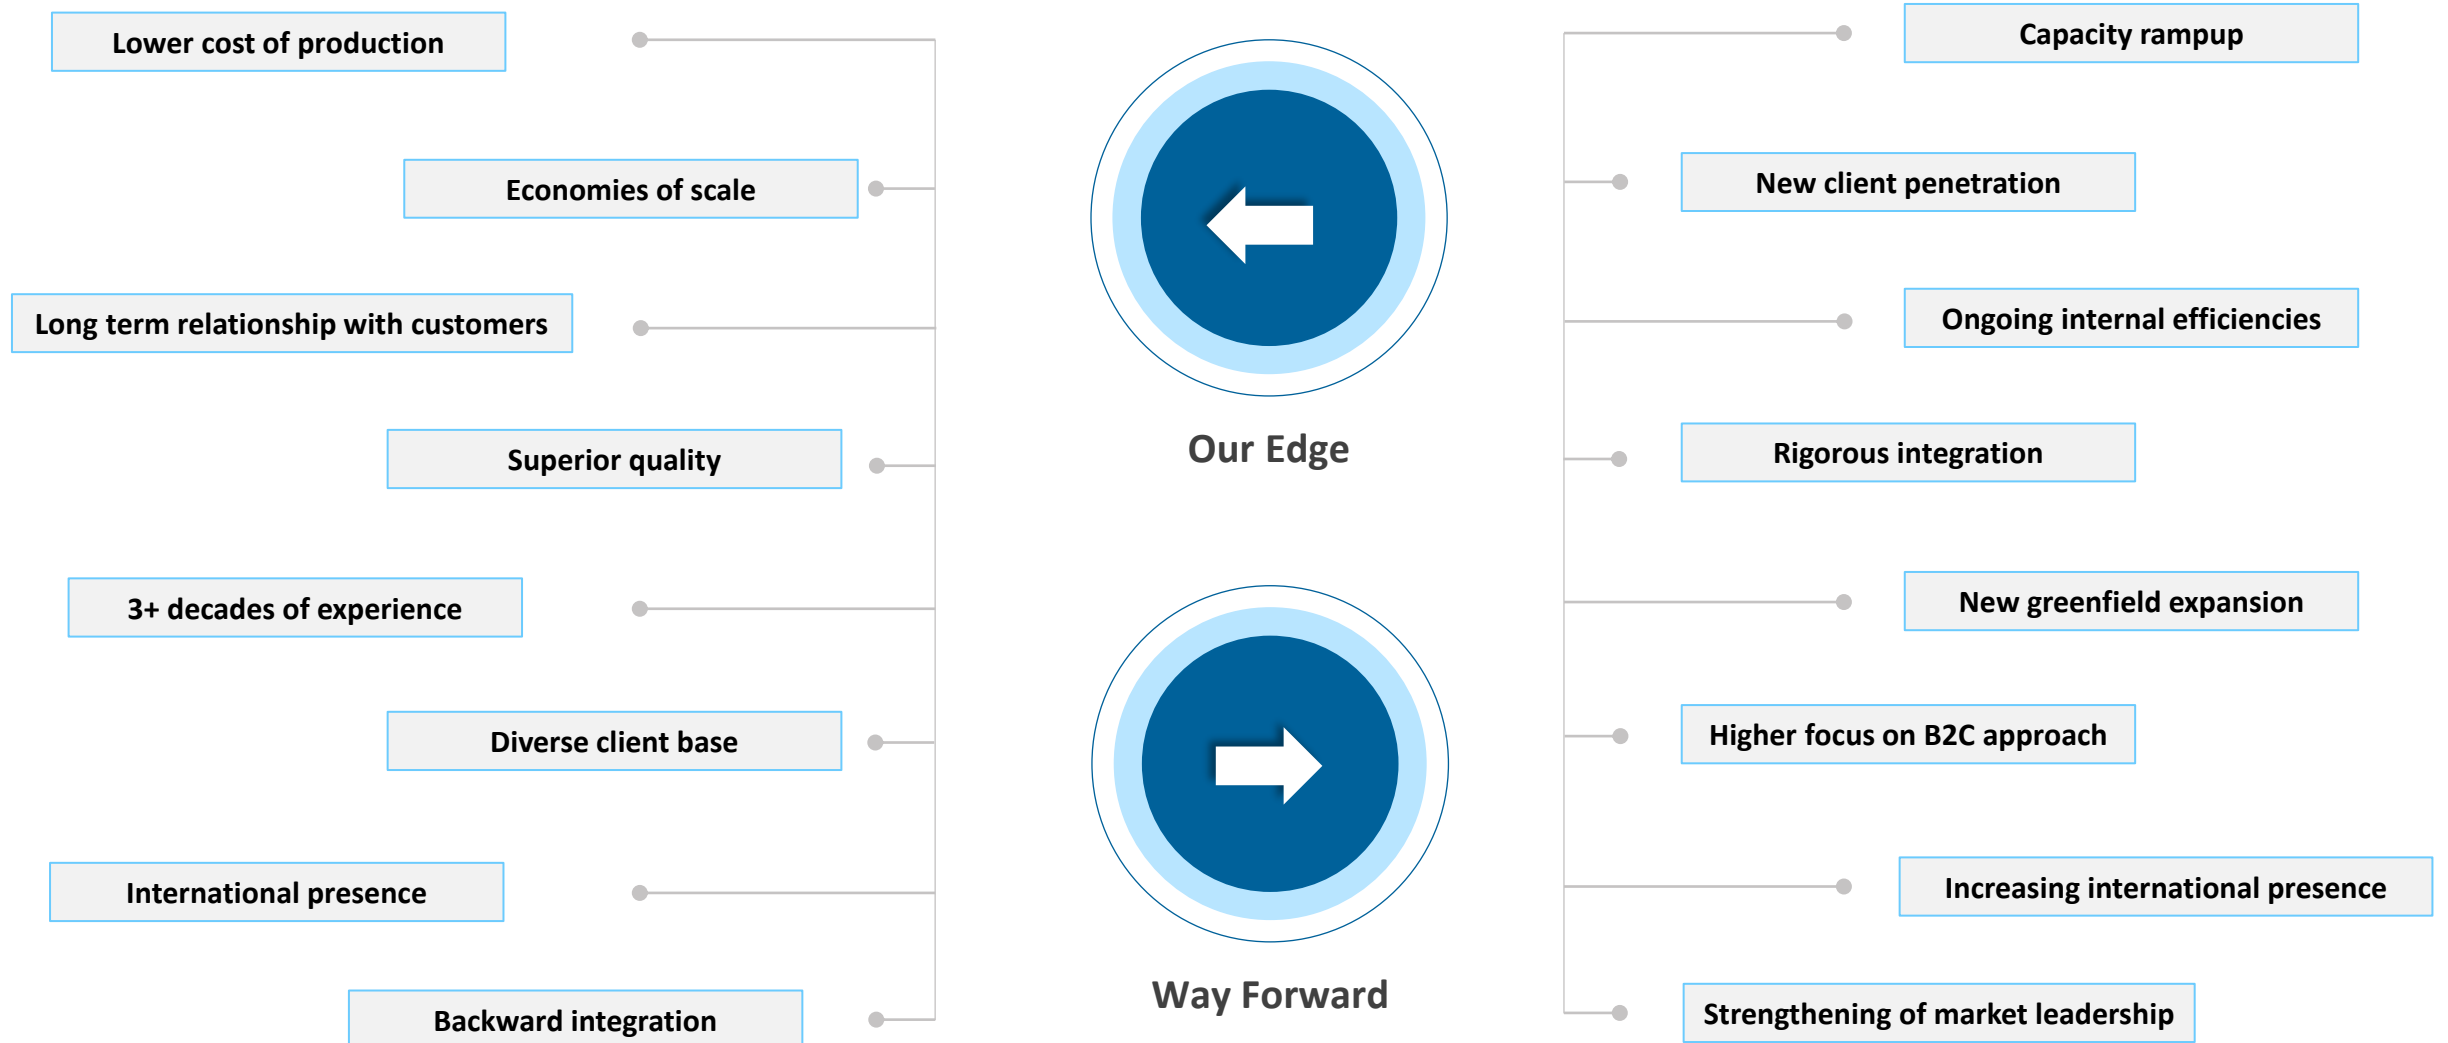 Lower cost of production
Economies of scale
Long term relationship with customers
Superior quality
3+ decades of experience
Diverse client base
International presence
Backward integration
Our Edge
Way Forward
Capacity rampup
New client penetration
Ongoing internal efficiencies
Rigorous integration
New greenfield expansion
Higher focus on B2C approach
Increasing international presence
Strengthening of market leadership